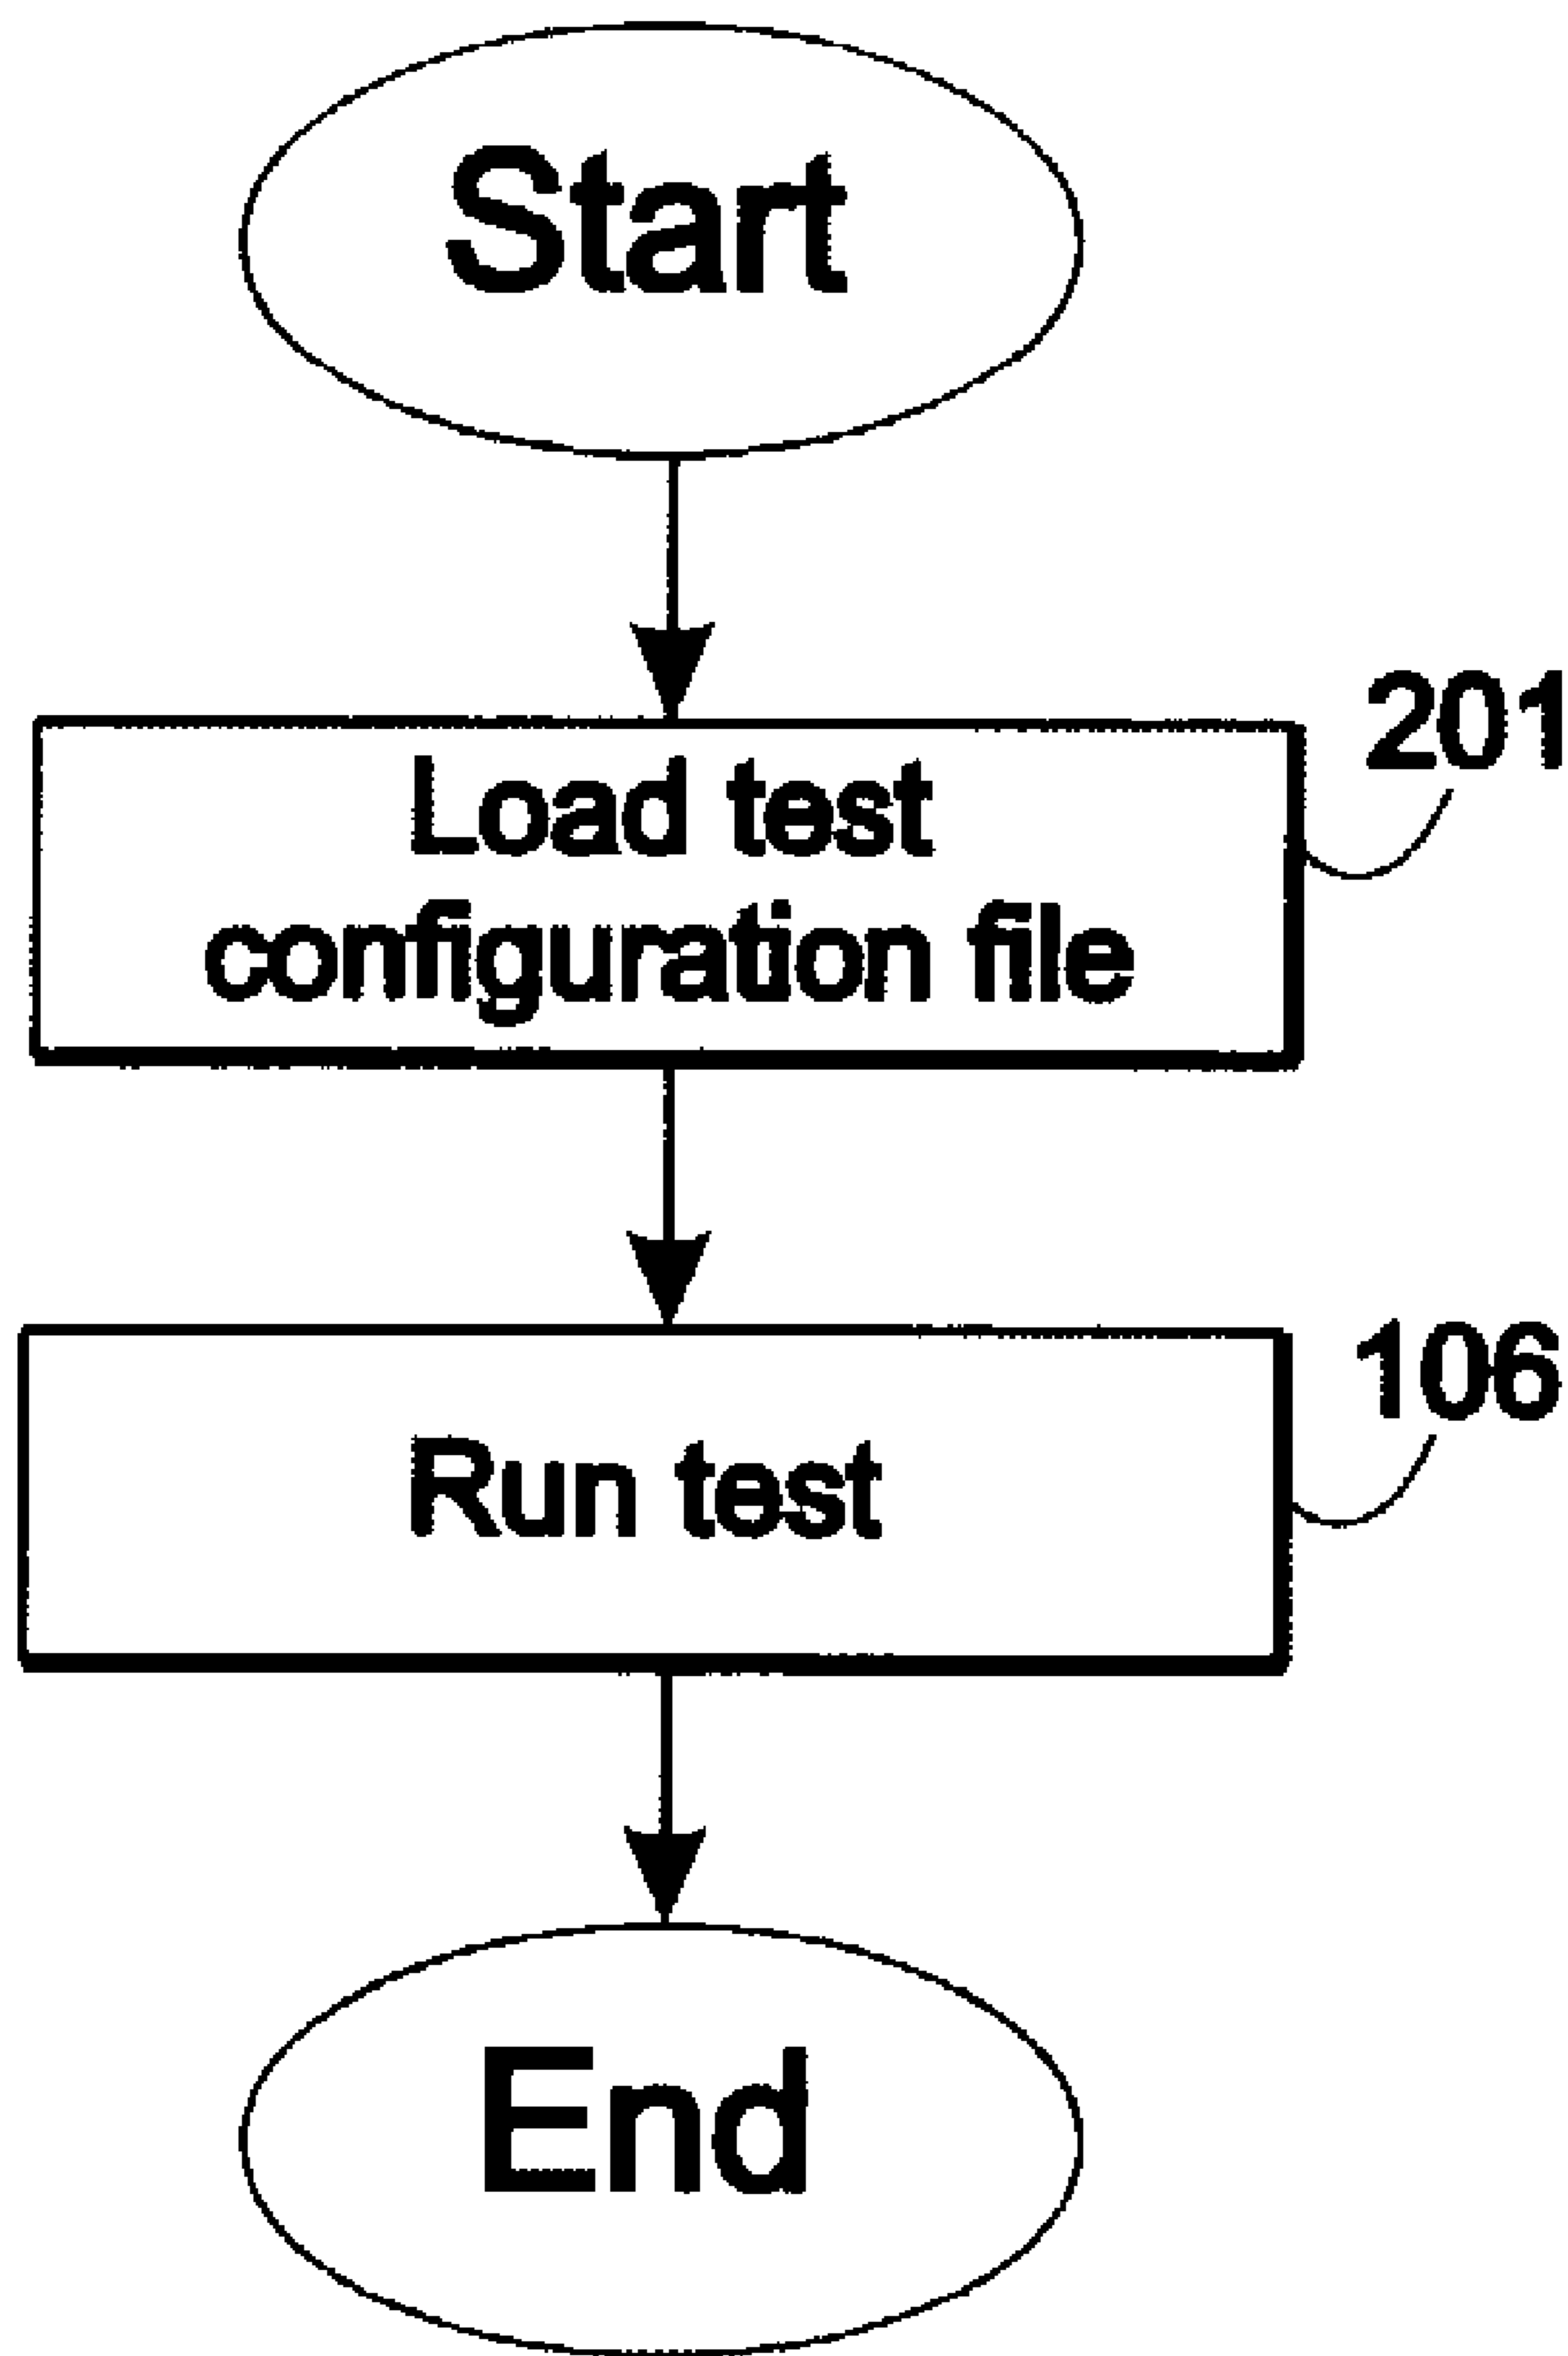 Start
201
Load test
configuration file
106
Run test
End